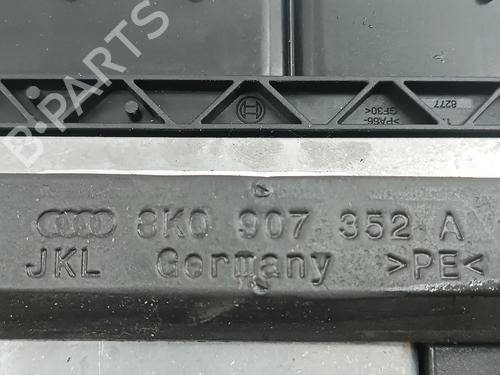 B-PARTS
>PA66-
GF30<
8277
8K0 907 352 A
JKL Germany >PE<